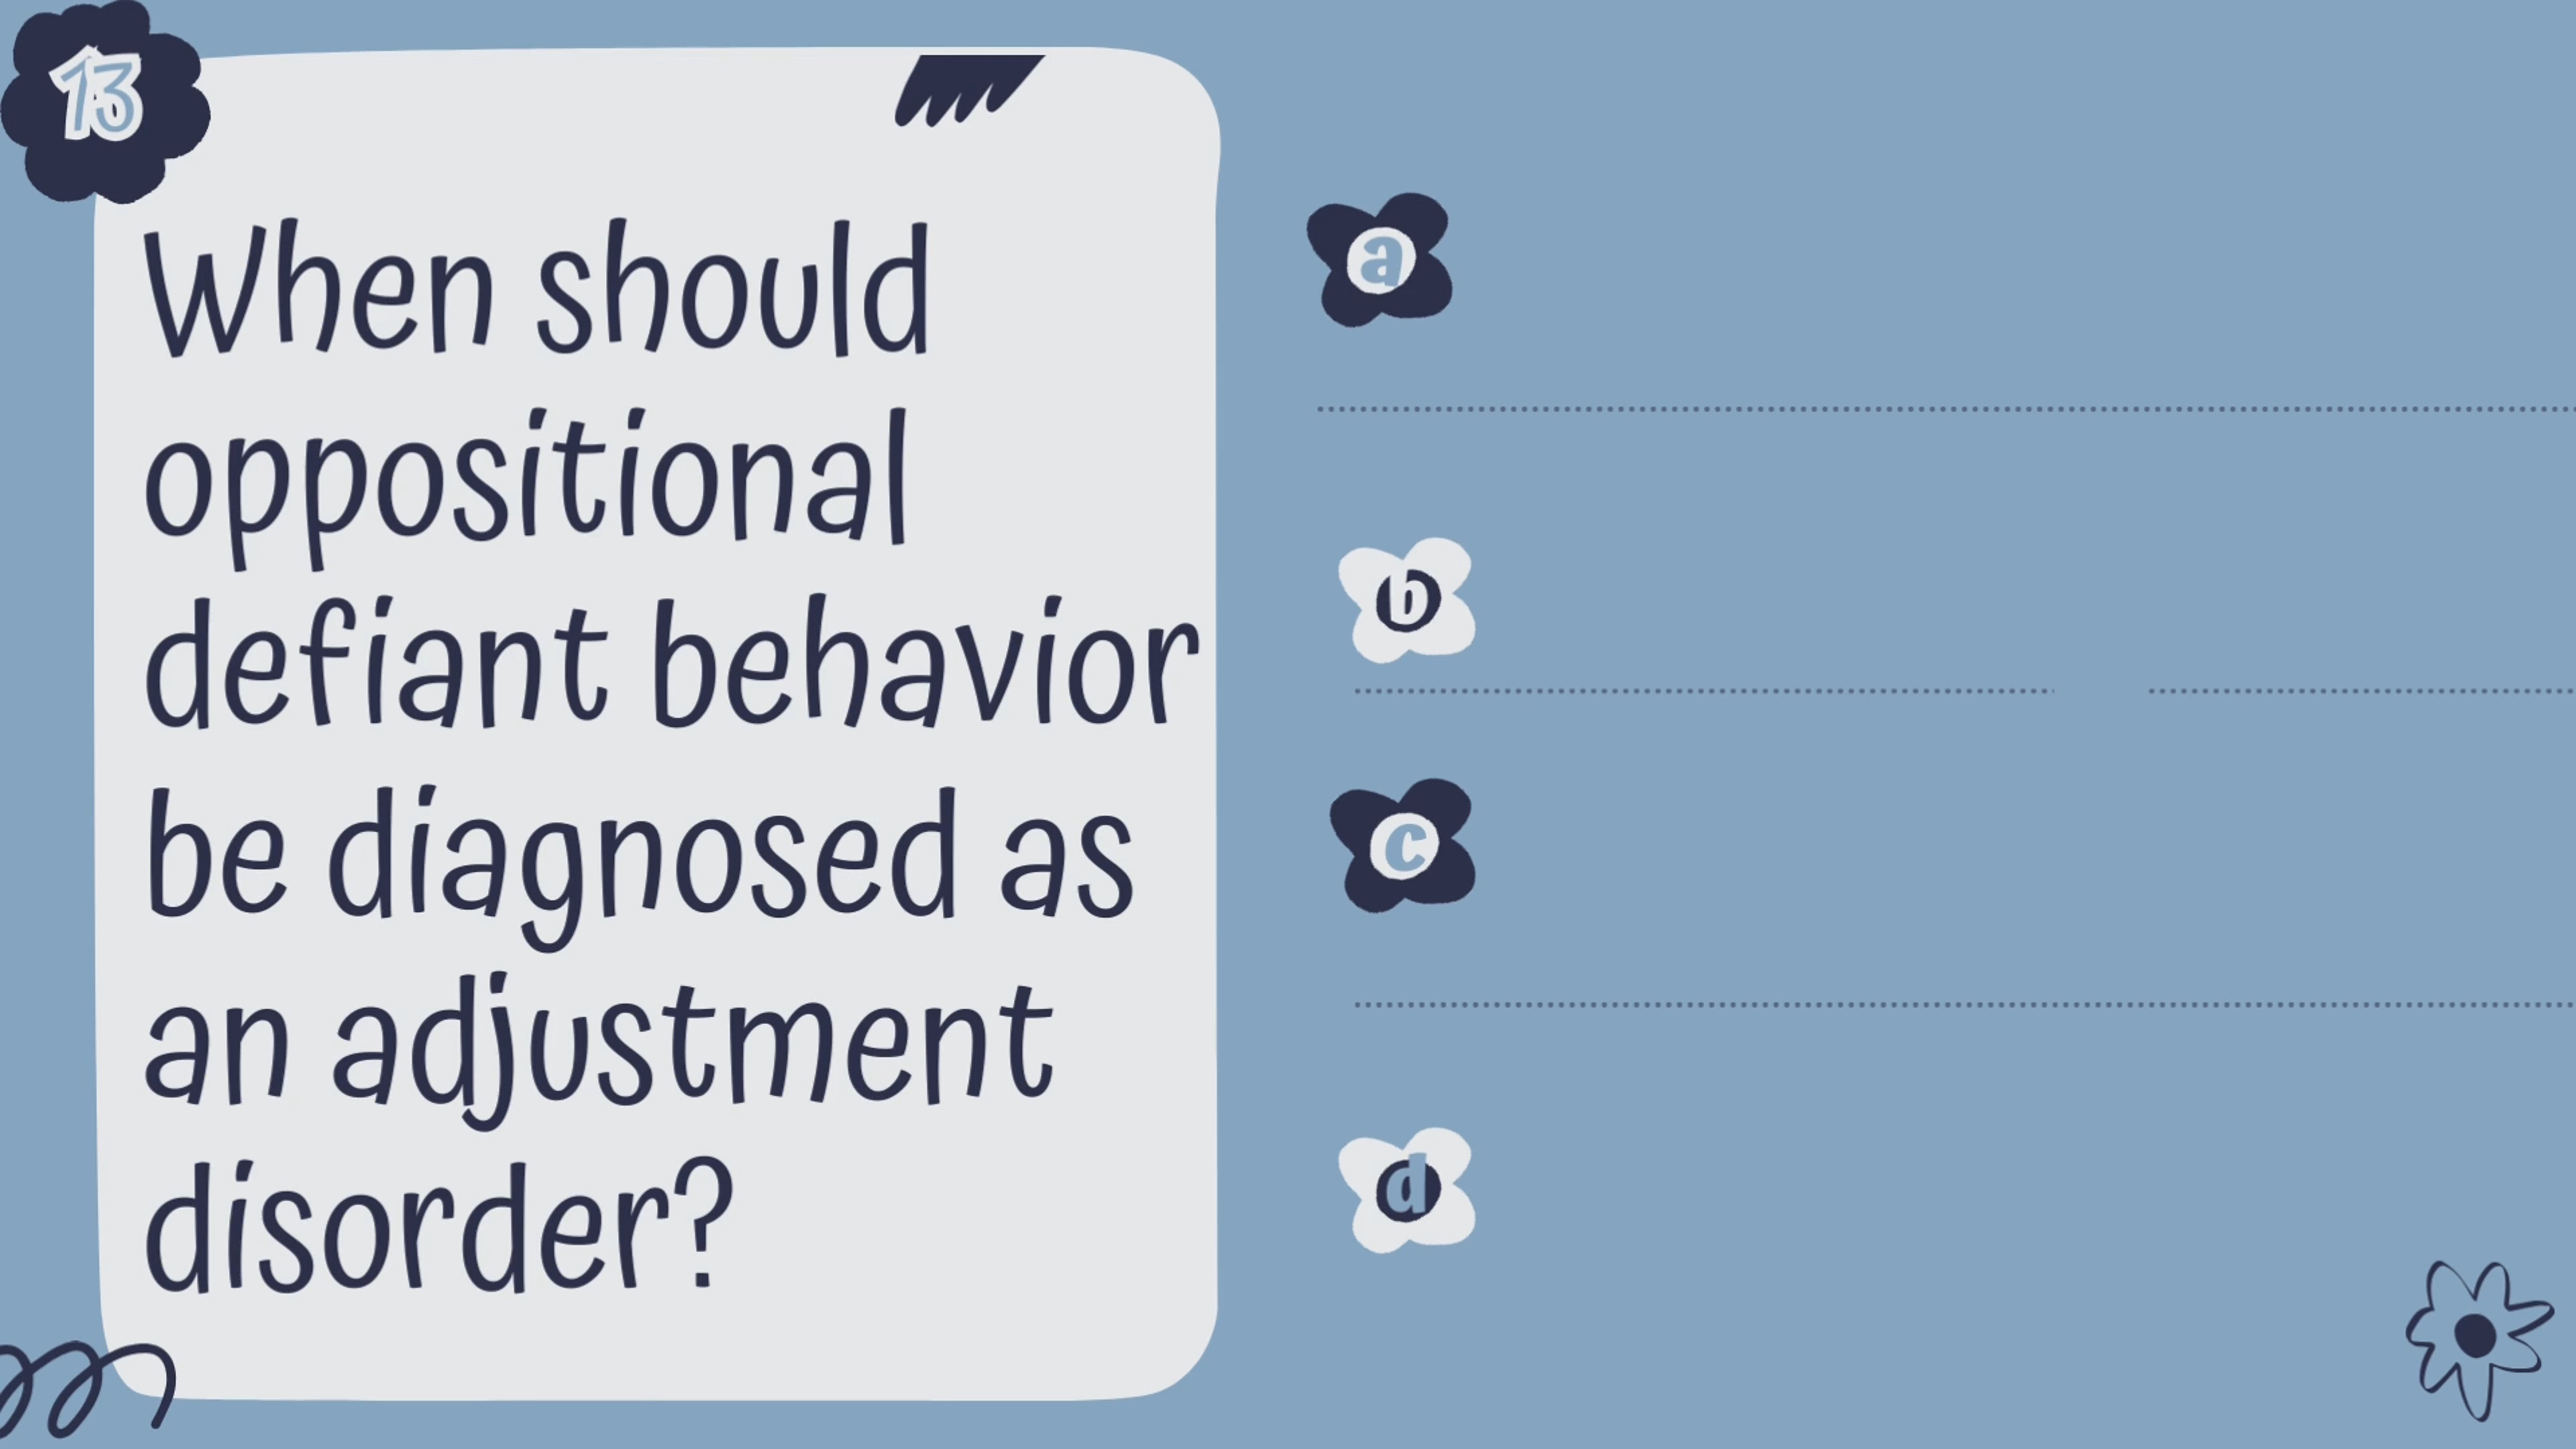 13
When should
oppositional
defiant behavior
be diagnosed as
an adjustment
disorder?
a
b
c
d